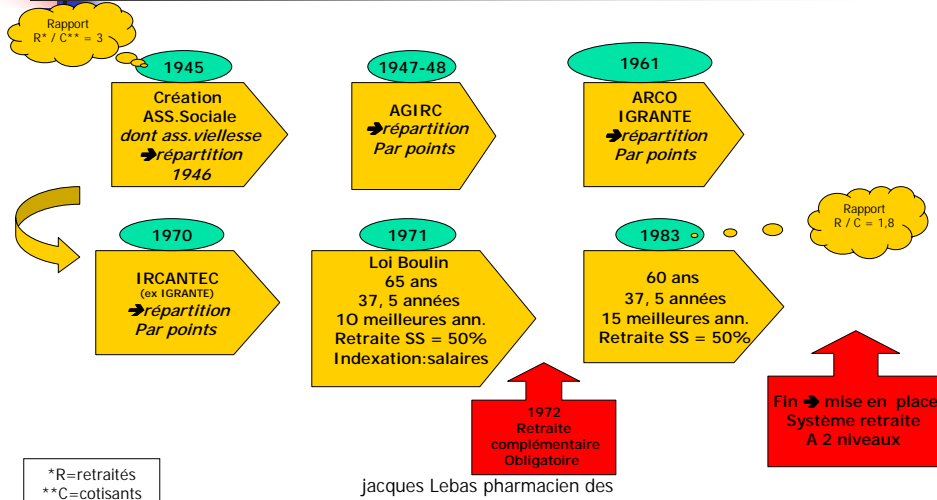 Rapport
R* / C** = 3
1945
Création
ASS.Sociale
dont ass.viellesse
➔répartition
1946
1947-48
AGIRC
➔répartition
Par points
1961
ARCO
IGRANTE
➔répartition
Par points
1970
IRCANTEC
(ex IGRANTE)
➔répartition
Par points
1971
Loi Boulin
65 ans
37, 5 années
1O meilleures ann.
Retraite SS = 50%
Indexation:salaires
1972
Retraite
complémentaire
Obligatoire
1983
60 ans
37, 5 années
15 meilleures ann.
Retraite SS = 50%
Rapport
R / C = 1,8
Fin ➔ mise en place
Système retraite
A 2 niveaux
*R=retraités
**C=cotisants
jacques Lebas pharmacien des